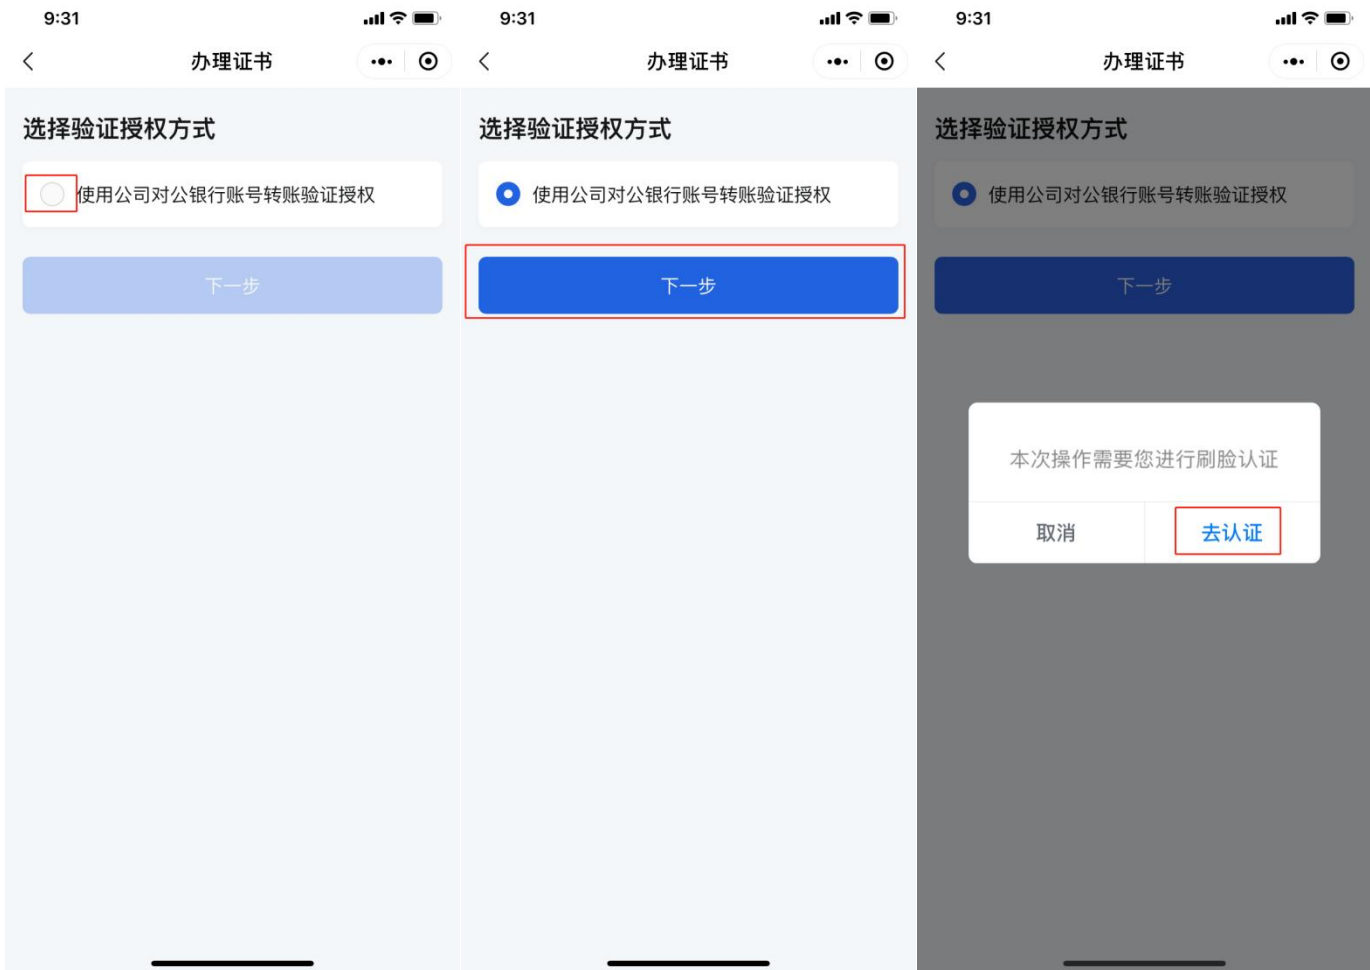 9:31
办理证书
选择验证授权方式
使用公司对公银行账号转账验证授权
下一步
9:31
办理证书
选择验证授权方式
使用公司对公银行账号转账验证授权
下一步
9:31
办理证书
选择验证授权方式
使用公司对公银行账号转账验证授权
下一步
本次操作需要您进行刷脸认证
取消
去认证